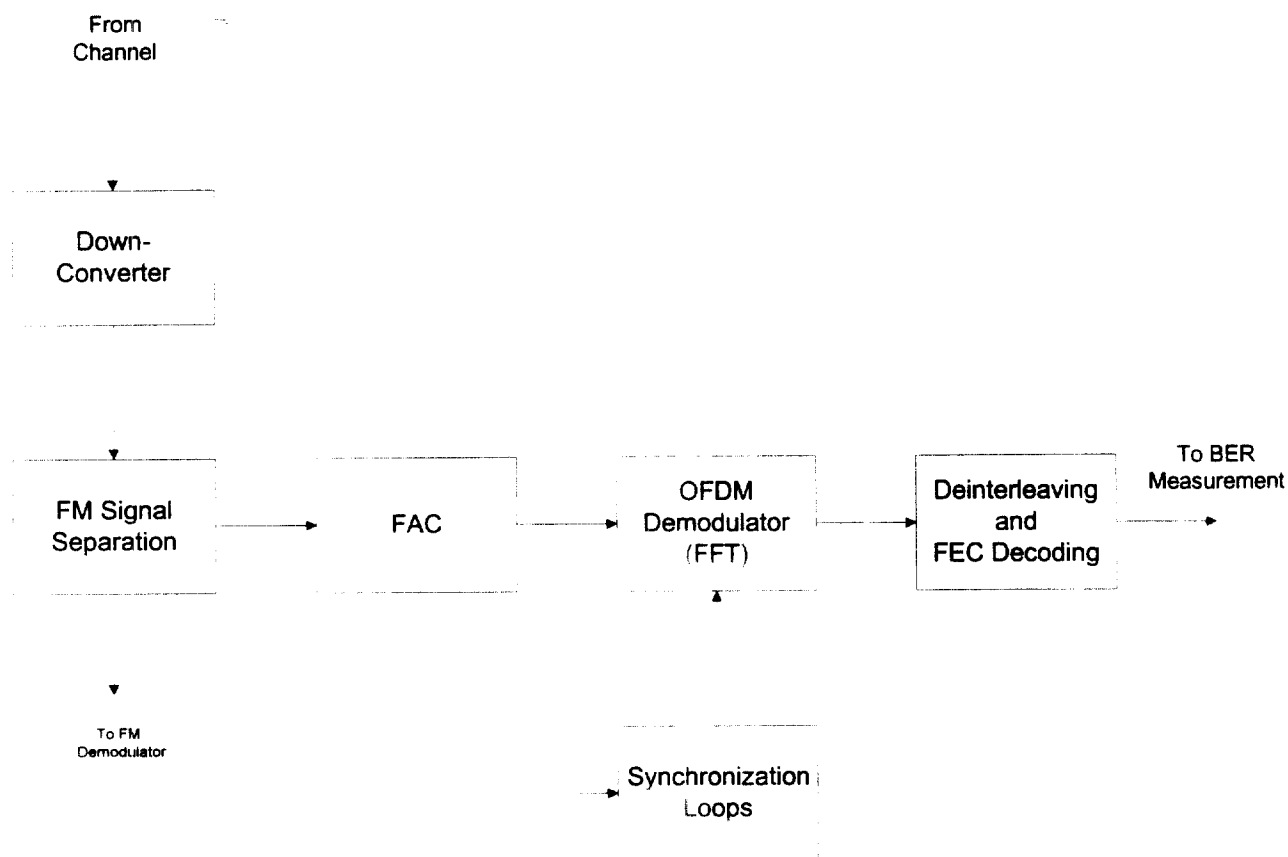 From
Channel
Down-
Converter
FM Signal
Separation
FAC
OFDM
Demodulator
(FFT)
Deinterleaving
and
FEC Decoding
To BER
Measurement
To FM
Demodulator
Synchronization
Loops